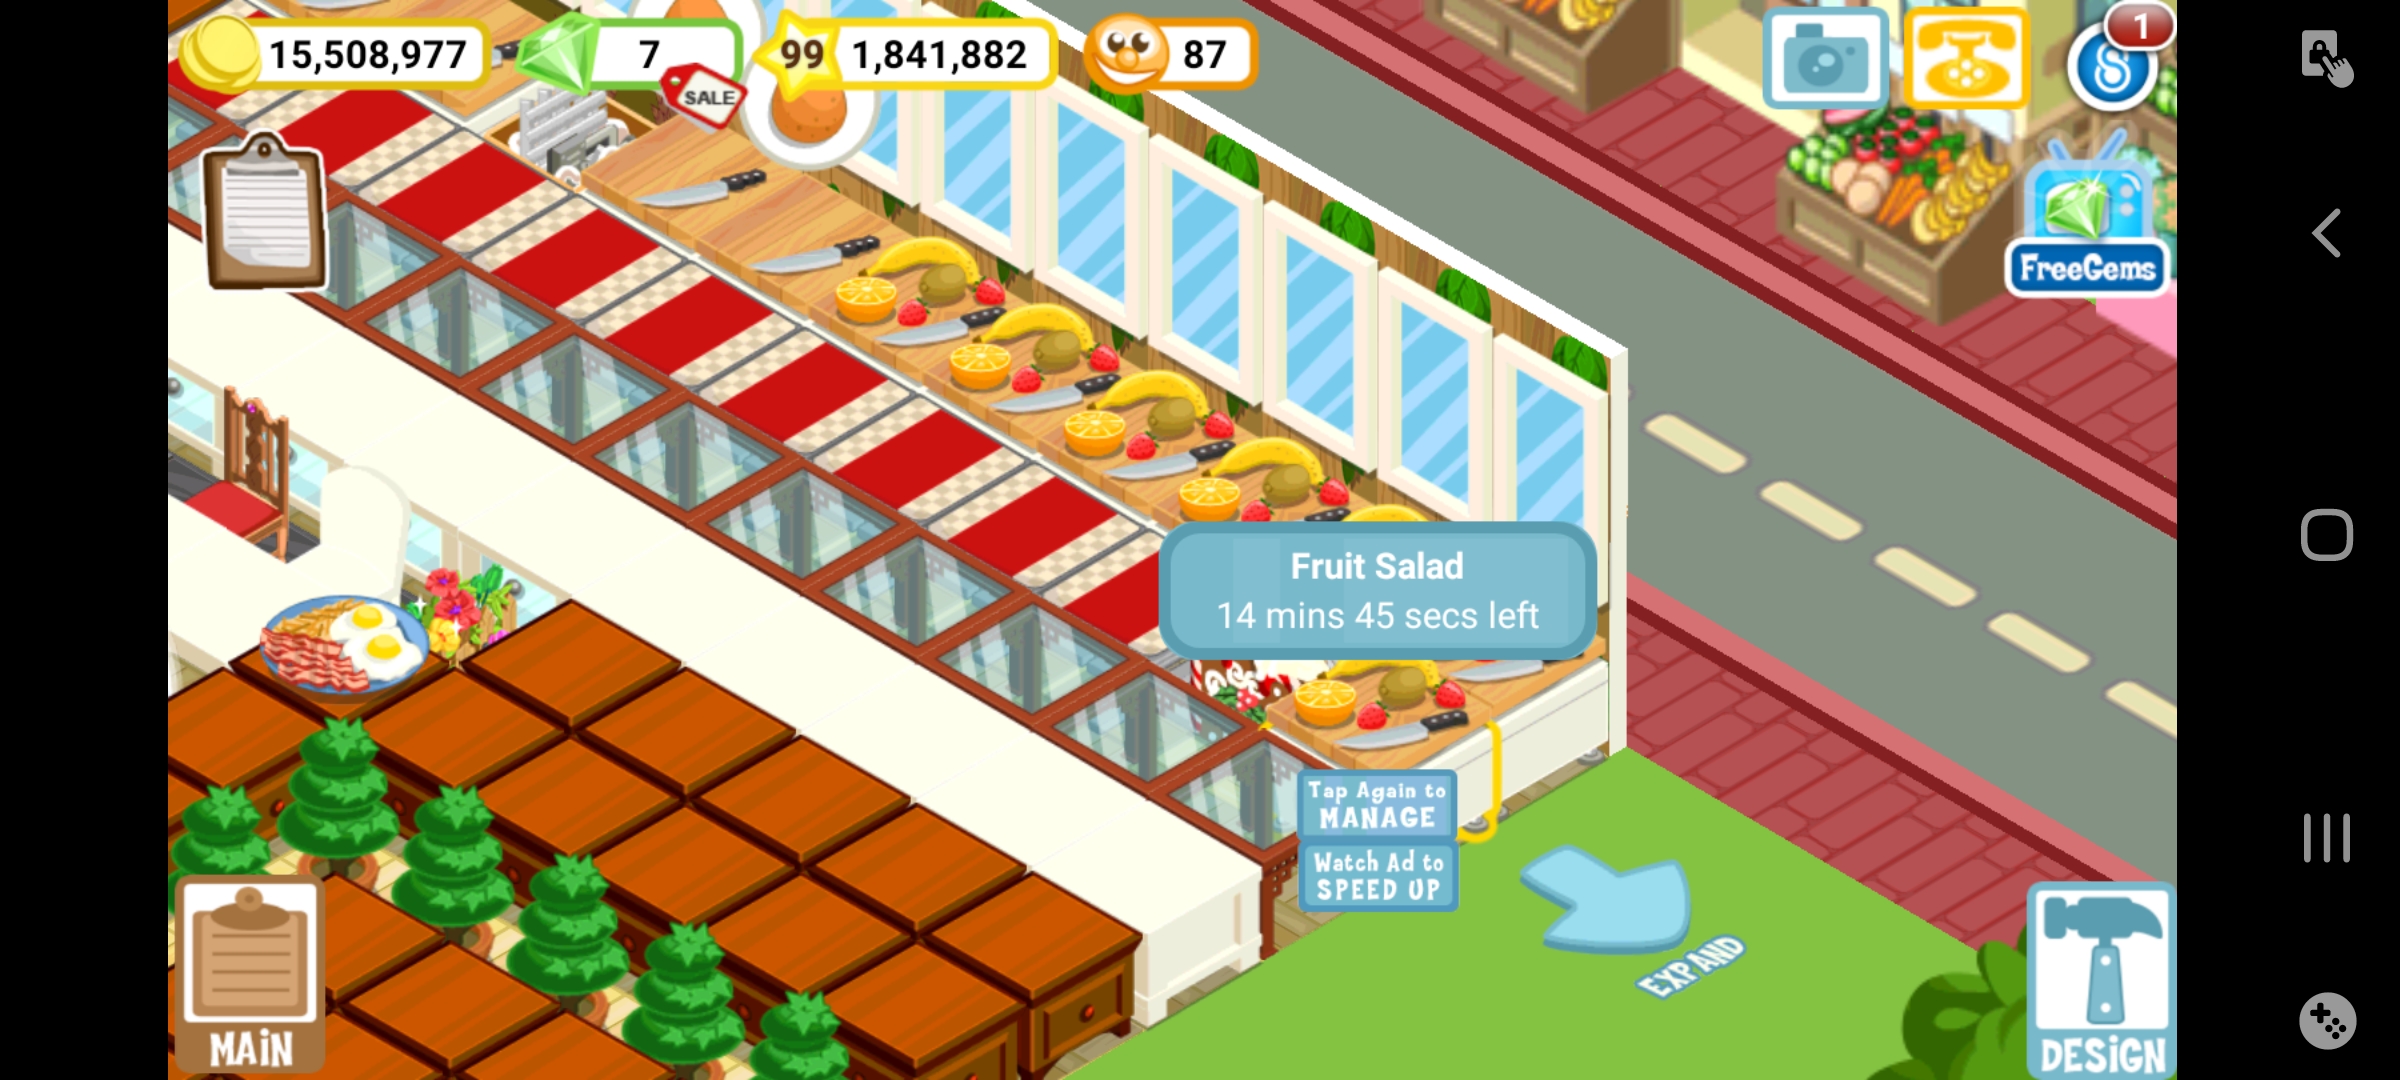 15,508,977
7
SALE
99
1,841,882
87
1
FreeGems
Fruit Salad
14 mins 45 secs left
Tap Again to
MANAGE
Watch Ad to
SPEED UP
EXPAND
MAiN
DESiGN